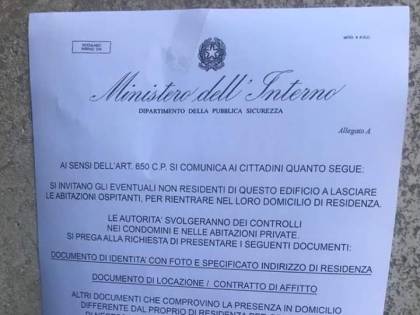 Ministero dell'Interno
DIPARTIMENTO DELLA PUBBLICA SICUREZZA
Allegato A
AI SENSI DELL'ART. 650 C.P. SI COMUNICA AI CITTADINI QUANTO SEGUE:
SI INVITANO GLI EVENTUALI NON RESIDENTI DI QUESTO EDIFICIO A LASCIARE
LE ABITAZIONI OSPITANTI, PER RIENTRARE NEL LORO DOMICILIO DI RESIDENZA.
LE AUTORITA' SVOLGERANNO DEI CONTROLLI
NEI CONDOMINI E NELLE ABITAZIONI PRIVATE.
SI PREGA ALLA RICHIESTA DI PRESENTARE I SEGUENTI DOCUMENTI:
DOCUMENTO DI IDENTITA' CON FOTO E SPECIFICATO INDIRIZZO DI RESIDENZA
DOCUMENTO DI LOCAZIONE / CONTRATTO DI AFFITTO
ALTRI DOCUMENTI CHE COMPROVINO LA PRESENZA IN DOMICILIO
DIFFERENTE DAL PROPRIO DI RESIDENZA